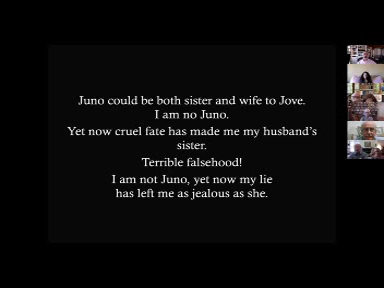 Juno could be both sister and wife to Jove.
I am no Juno.
Yet now cruel fate has made me my husband's
sister.
Terrible falsehood!
I am not Juno, yet now my lie
has left me as jealous as she.